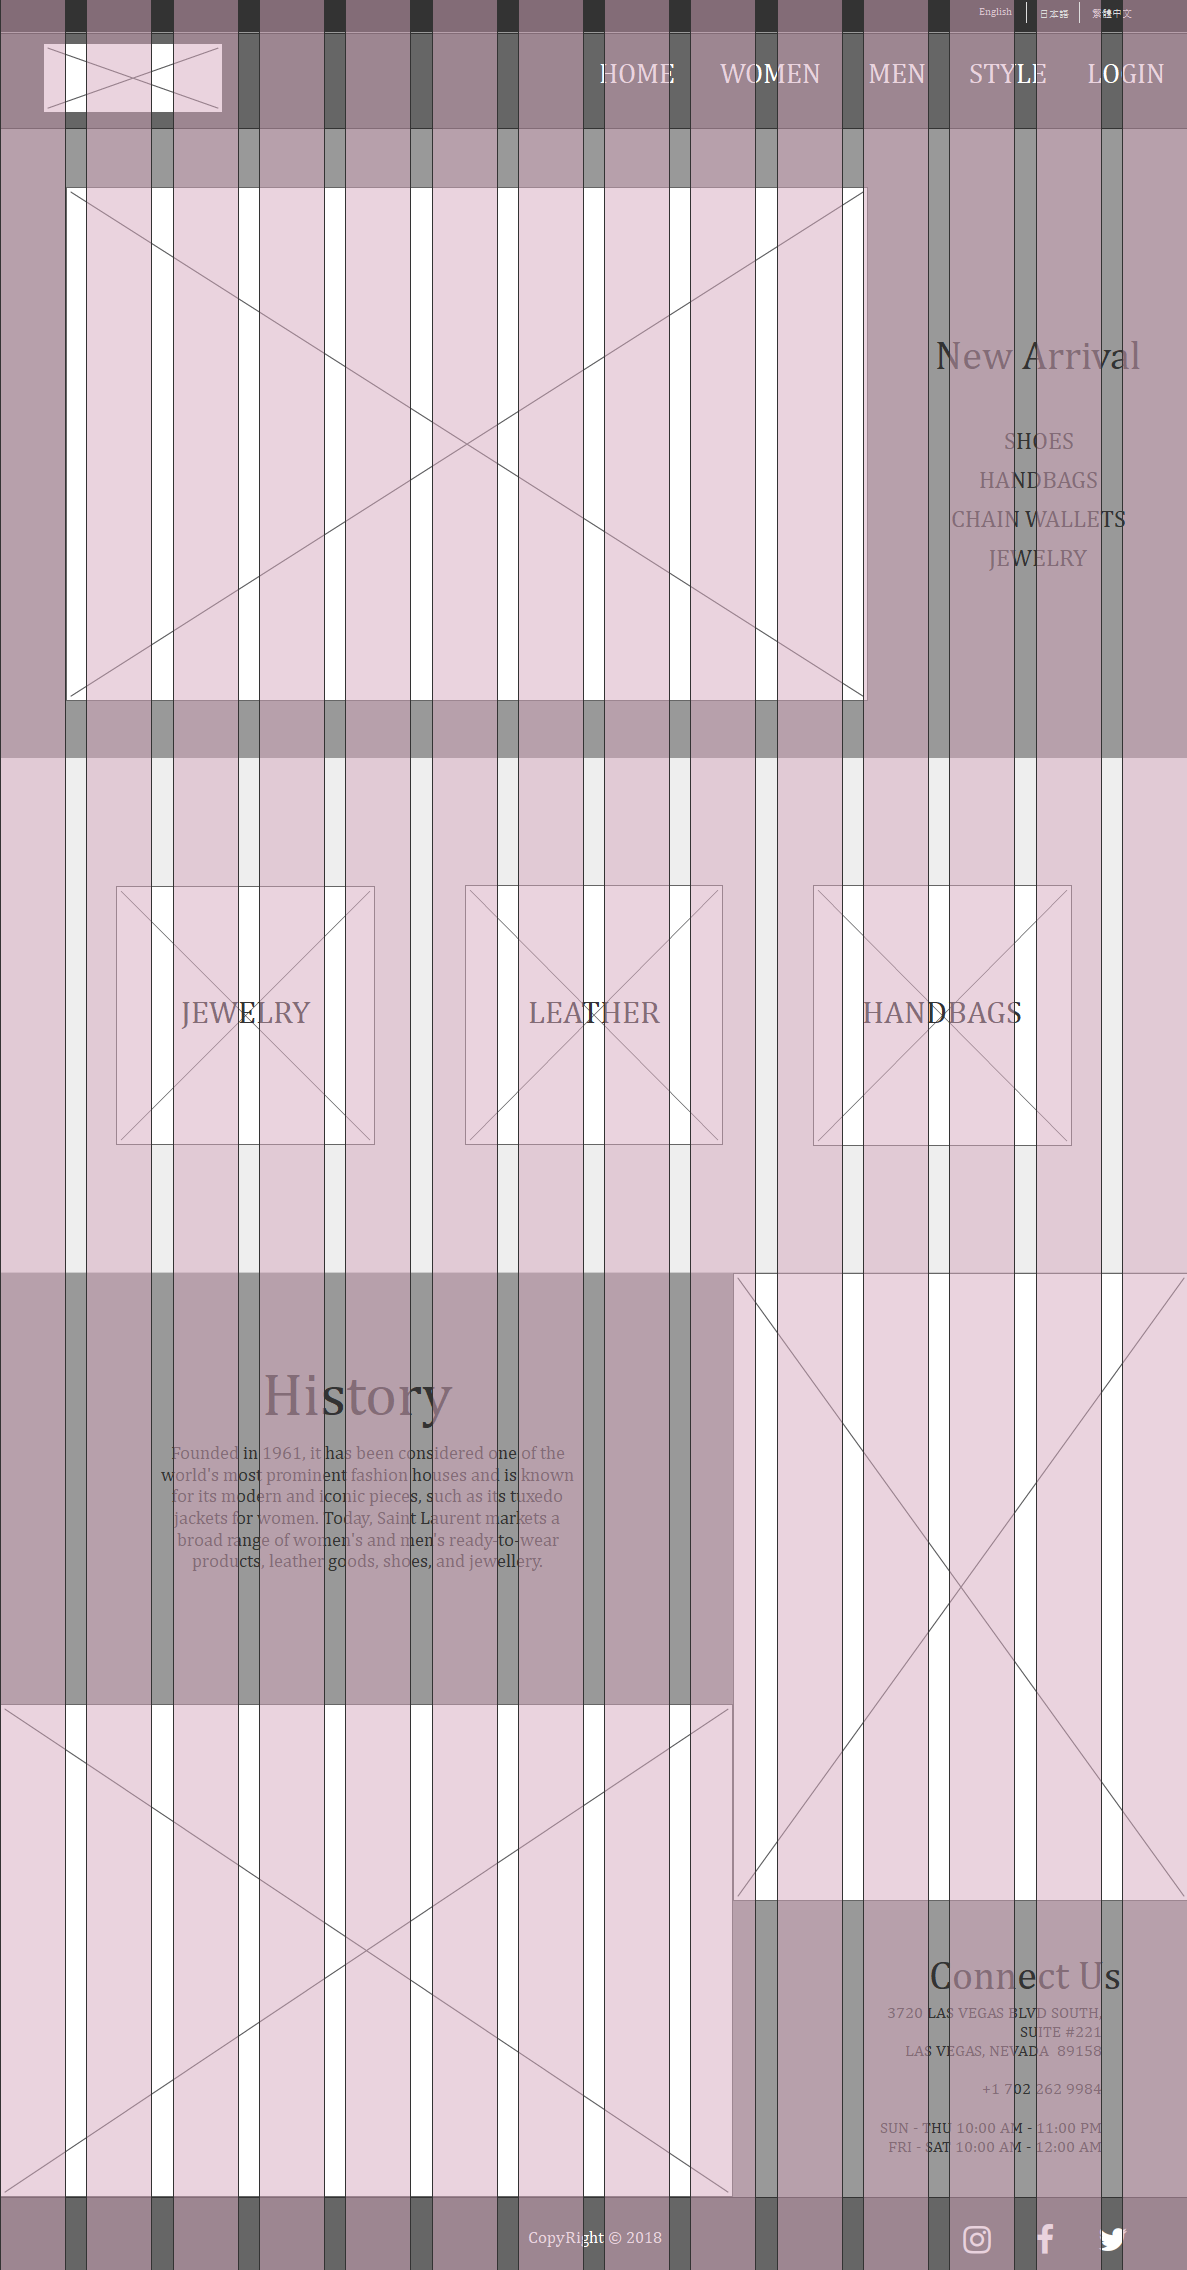 English 日本語 繁體中文
HOME WOMEN MEN STYLE LOGIN
New Arrival
SHOES
HANDBAGS
CHAIN WALLETS
JEWELRY
JEWELRY LEATHER HANDBAGS
History
Founded in 1961, it has been considered one of the
world's most prominent fashion houses and is known
for its modern and iconic pieces, such as its tuxedo
jackets for women. Today, Saint Laurent markets a
broad range of women's and men's ready-to-wear
products, leather goods, shoes, and jewellery.
Connect Us
3720 LAS VEGAS BLVD SOUTH,
SUITE #221
LAS VEGAS, NEVADA 89158
+1 702 262 9984
SUN - THU 10:00 AM - 11:00 PM
FRI - SAT 10:00 AM - 12:00 AM
CopyRight © 2018